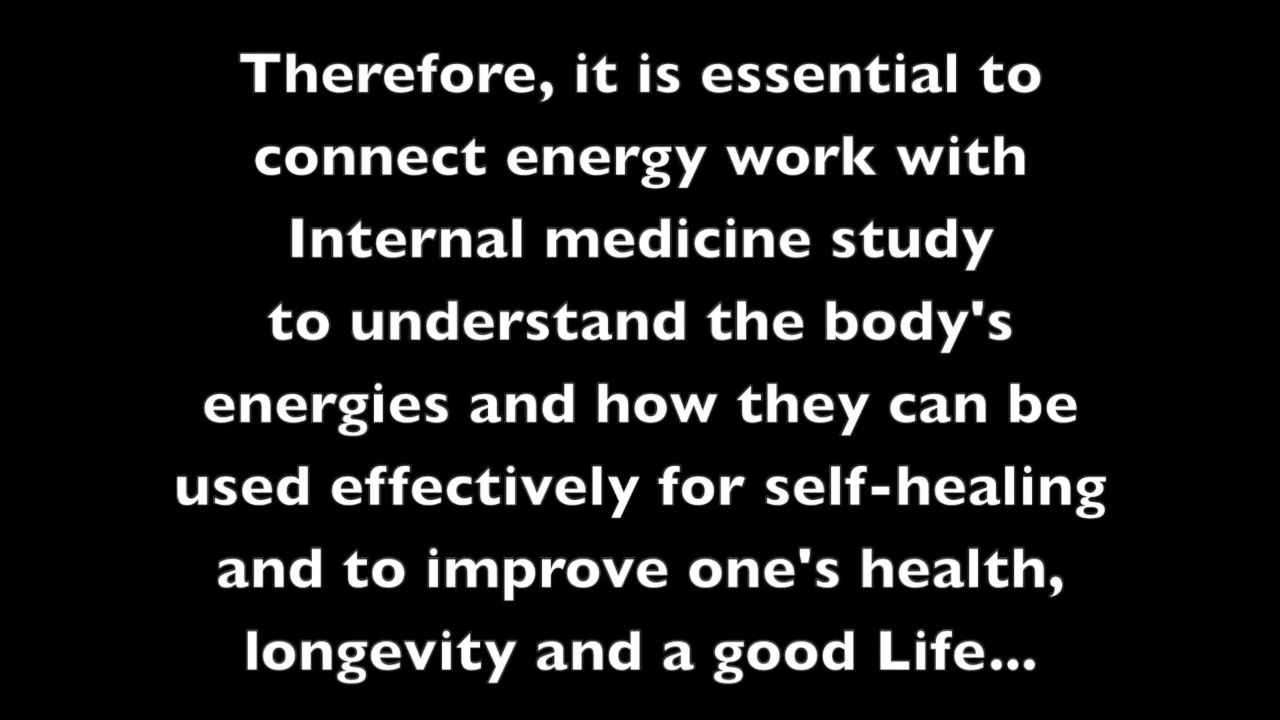 Therefore, it is essential to
connect energy work with
Internal medicine study
to understand the body's
energies and how they can be
used effectively for self-healing
and to improve one's health,
longevity and a good Life...